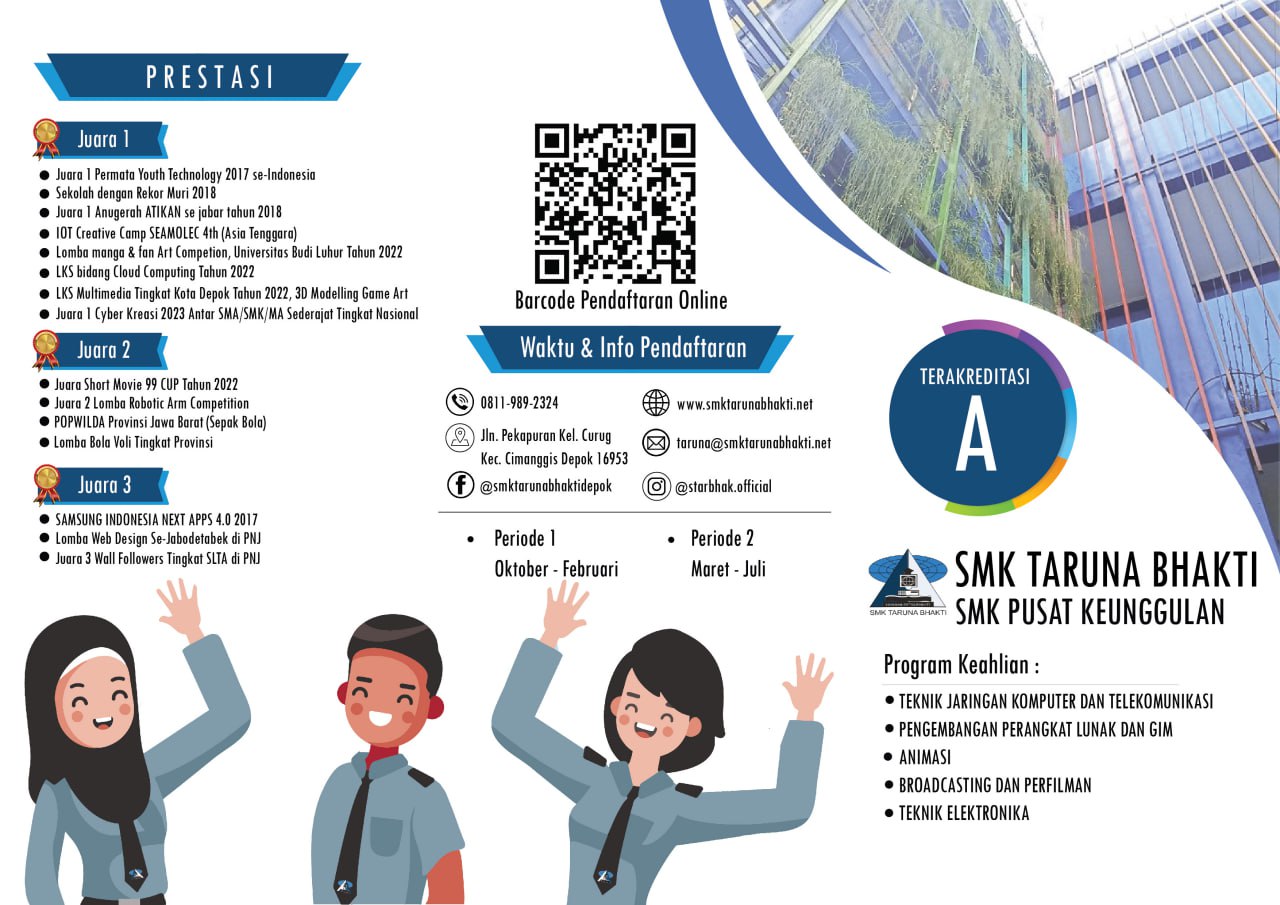 PRESTASI
Juara 1
Juara 1 Permata Youth Technology 2017 se-Indonesia
Sekolah dengan Rekor Muri 2018
Juara 1 Anugerah ATIKAN se jabar tahun 2018
IOT Creative Camp SEAMOLEC 4th (Asia Tenggara)
Lomba manga & fan Art Competion, Universitas Budi Luhur Tahun 2022
LKS bidang Cloud Computing Tahun 2022
LKS Multimedia Tingkat Kota Depok Tahun 2022, 3D Modelling Game Art
Juara 1 Cyber Kreasi 2023 Antar SMA/SMK/MA Sederajat Tingkat Nasional
Juara 2
Juara Short Movie 99 CUP Tahun 2022
Juara 2 Lomba Robotic Arm Competition
POPWILDA Provinsi Jawa Barat (Sepak Bola)
Lomba Bola Voli Tingkat Provinsi
Juara 3
SAMSUNG INDONESIA NEXT APPS 4.0 2017
Lomba Web Design Se-Jabodetabek di PNJ
Juara 3 Wall Followers Tingkat SLTA di PNJ
Barcode Pendaftaran Online
Waktu & Info Pendaftaran
0811-989-2324
Jln. Pekapuran Kel. Curug
Kec. Cimanggis Depok 16953
@smktarunabhaktidepok
www.smktarunabhakti.net
taruna@smktarunabhakti.net
@starbhak.official
Periode 1
Oktober - Februari
Periode 2
Maret - Juli
TERAKREDITASI
A
SMK TARUNA BHAKTI
SMK TARUNA BHAKTI
SMK PUSAT KEUNGGULAN
Program Keahlian :
TEKNIK JARINGAN KOMPUTER DAN TELEKOMUNIKASI
PENGEMBANGAN PERANGKAT LUNAK DAN GIM
ANIMASI
BROADCASTING DAN PERFILMAN
TEKNIK ELEKTRONIKA